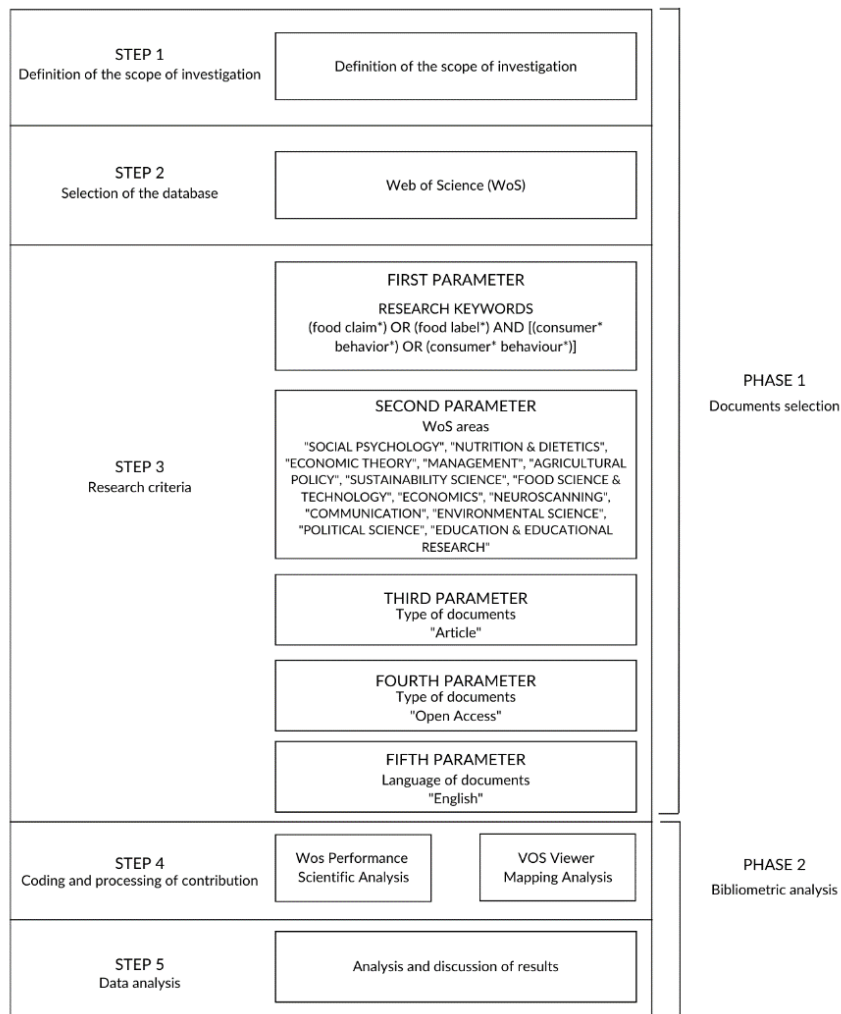 STEP 1
Definition of the scope of investigation
Definition of the scope of investigation
STEP 2
Selection of the database
Web of Science (WoS)
STEP 3
Research criteria
FIRST PARAMETER
RESEARCH KEYWORDS
(food claim*) OR (food label*) AND [(consumer*
behavior*) OR (consumer* behaviour*)]
SECOND PARAMETER
WoS areas
"SOCIAL PSYCHOLOGY", "NUTRITION & DIETETICS",
"ECONOMIC THEORY", "MANAGEMENT", "AGRICULTURAL
POLICY", "SUSTAINABILITY SCIENCE", "FOOD SCIENCE &
TECHNOLOGY", "ECONOMICS", "NEUROSCANNING",
"COMMUNICATION", "ENVIRONMENTAL SCIENCE",
"POLITICAL SCIENCE", "EDUCATION & EDUCATIONAL
RESEARCH"
THIRD PARAMETER
Type of documents
"Article"
FOURTH PARAMETER
Type of documents
"Open Access"
FIFTH PARAMETER
Language of documents
"English"
PHASE 1
Documents selection
STEP 4
Coding and processing of contribution
Wos Performance
Scientific Analysis
VOS Viewer
Mapping Analysis
STEP 5
Data analysis
Analysis and discussion of results
PHASE 2
Bibliometric analysis